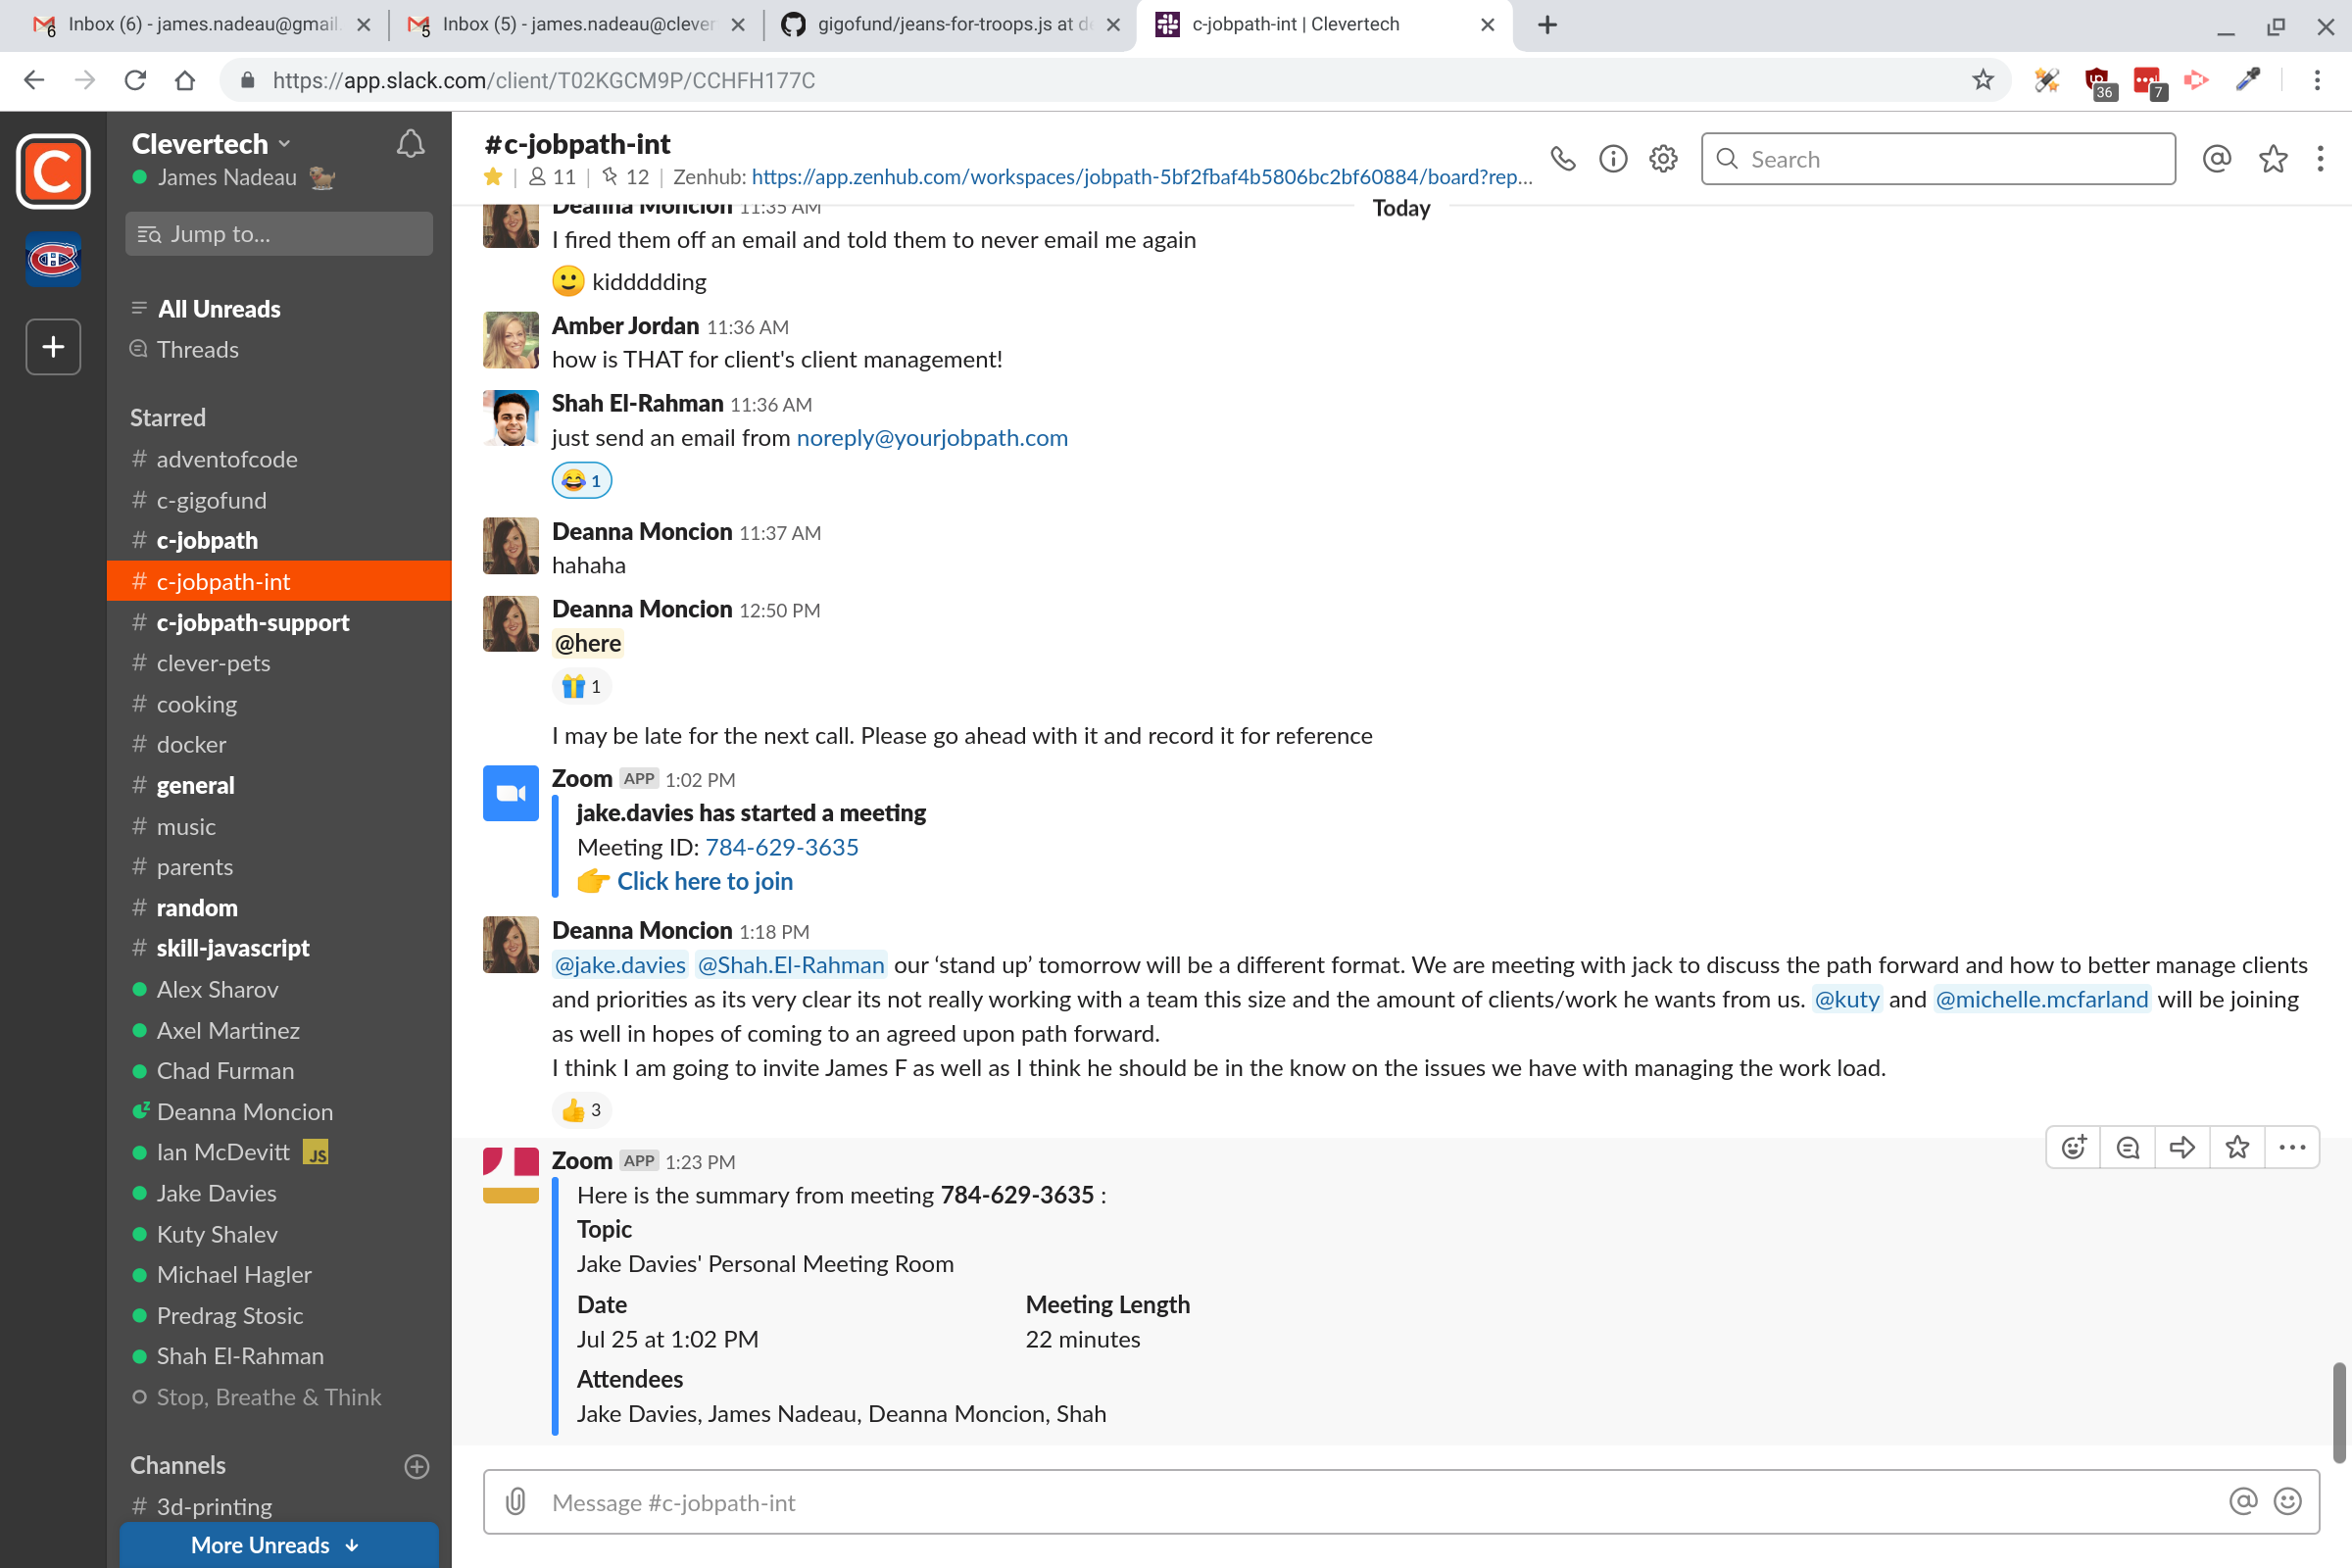 Inbox (6) - james.nadeau@gmail.
Inbox (5) - james.nadeau@clever
gigofund/jeans-for-troops.js at de
c-jobpath-int | Clevertech
https://app.slack.com/client/T02KGCM9P/CCHFH177C
36
7
C
Clevertech
James Nadeau
Jump to...
All Unreads
Threads
Starred
# adventofcode
# c-gigofund
# c-jobpath
# c-jobpath-int
# c-jobpath-support
# clever-pets
# cooking
# docker
# general
# music
# parents
# random
# skill-javascript
Alex Sharov
Axel Martinez
Chad Furman
Deanna Moncion
Ian McDevitt JS
Jake Davies
Kuty Shalev
Michael Hagler
Predrag Stosic
Shah El-Rahman
Stop, Breathe & Think
Channels
# 3d-printing
More Unreads
#c-jobpath-int
11 | 12 | Zenhub: https://app.zenhub.com/workspaces/jobpath-5bf2fbaf4b5806bc2bf60884/board?rep...
Search
Today
Deanna Moncion 11:35 AM
I fired them off an email and told them to never email me again
🙂 kiddddding
Amber Jordan 11:36 AM
how is THAT for client's client management!
Shah El-Rahman 11:36 AM
just send an email from noreply@yourjobpath.com
😂 1
Deanna Moncion 11:37 AM
hahaha
Deanna Moncion 12:50 PM
@here
🎁 1
I may be late for the next call. Please go ahead with it and record it for reference
Zoom APP 1:02 PM
jake.davies has started a meeting
Meeting ID: 784-629-3635
👉 Click here to join
Deanna Moncion 1:18 PM
@jake.davies @Shah.El-Rahman our ‘stand up’ tomorrow will be a different format. We are meeting with jack to discuss the path forward and how to better manage clients
and priorities as its very clear its not really working with a team this size and the amount of clients/work he wants from us. @kuty and @michelle.mcfarland will be joining
as well in hopes of coming to an agreed upon path forward.
I think I am going to invite James F as well as I think he should be in the know on the issues we have with managing the work load.
👍 3
Zoom APP 1:23 PM
Here is the summary from meeting 784-629-3635 :
Topic
Jake Davies' Personal Meeting Room
Date
Meeting Length
Jul 25 at 1:02 PM
22 minutes
Attendees
Jake Davies, James Nadeau, Deanna Moncion, Shah
Message #c-jobpath-int